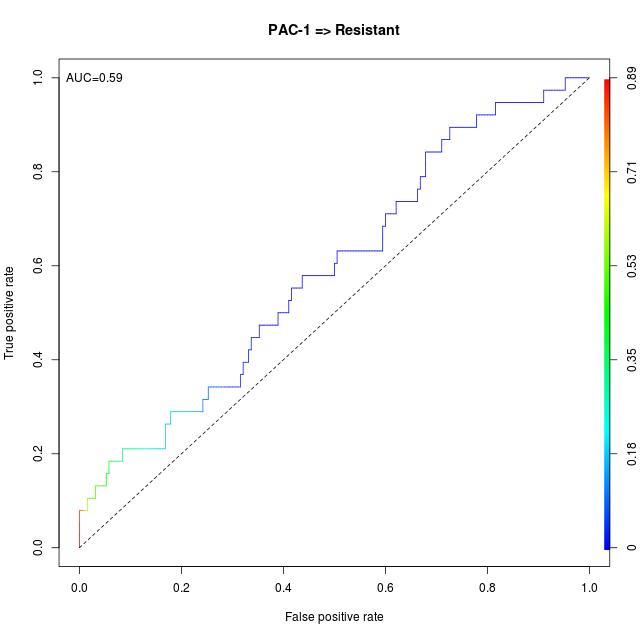 PAC-1 => Resistant
AUC=0.59
True positive rate
1.0
0.8
0.6
0.4
0.2
0.0
0.89
0.71
0.53
0.35
0.18
0
0.0 0.2 0.4 0.6 0.8 1.0
False positive rate